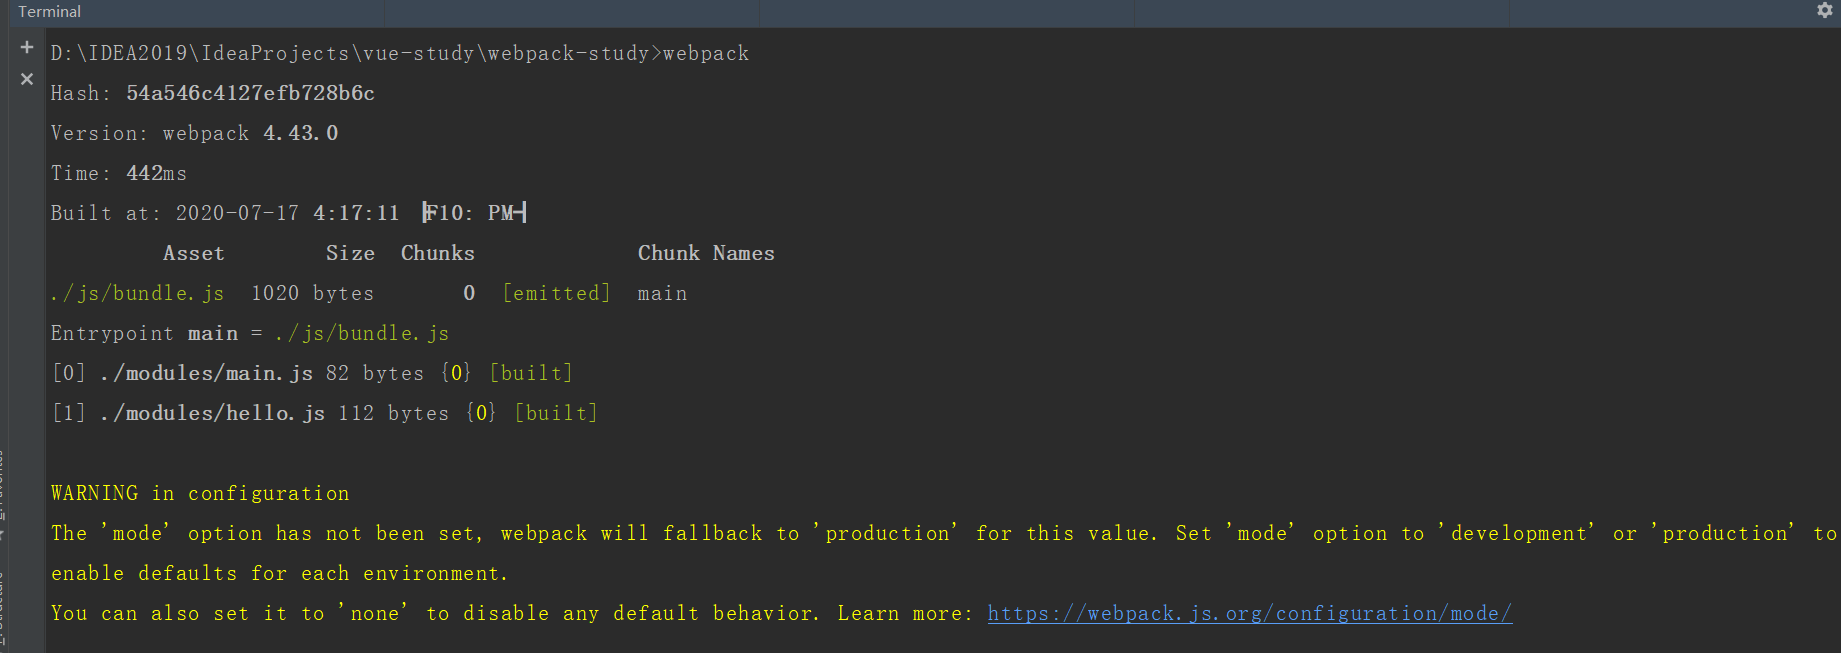 Terminal
D:\IDEA2019\IdeaProjects\vue-study\webpack-study>webpack
Hash: 54a546c4127efb728b6c
Version: webpack 4.43.0
Time: 442ms
Built at: 2020-07-17 4:17:11 ├F10: PM┤
Asset Size Chunks Chunk Names
./js/bundle.js 1020 bytes 0 [emitted] main
Entrypoint main = ./js/bundle.js
[0] ./modules/main.js 82 bytes {0} [built]
[1] ./modules/hello.js 112 bytes {0} [built]
WARNING in configuration
The 'mode' option has not been set, webpack will fallback to 'production' for this value. Set 'mode' option to 'development' or 'production' to
enable defaults for each environment.
You can also set it to 'none' to disable any default behavior. Learn more: https://webpack.js.org/configuration/mode/